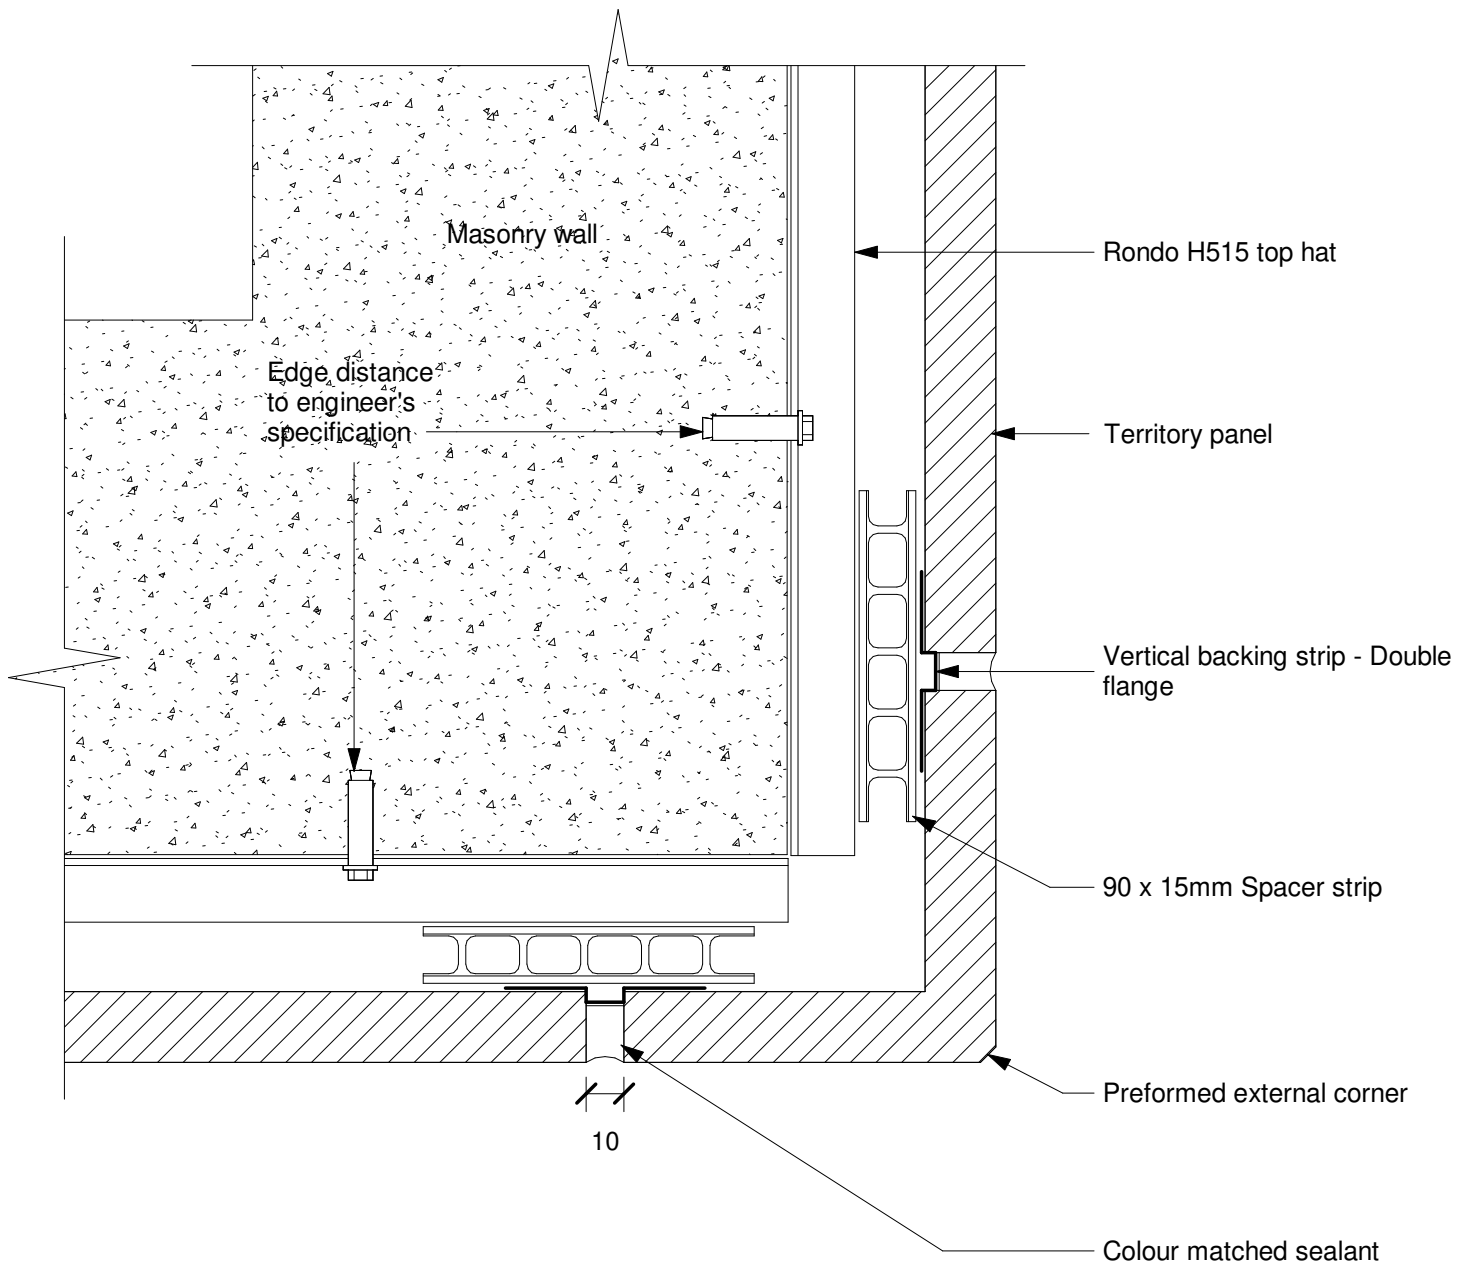 Masonry wall
Rondo H515 top hat
Edge distance
to engineer's
specification
Territory panel
Vertical backing strip - Double
flange
90 x 15mm Spacer strip
Preformed external corner
10
Colour matched sealant